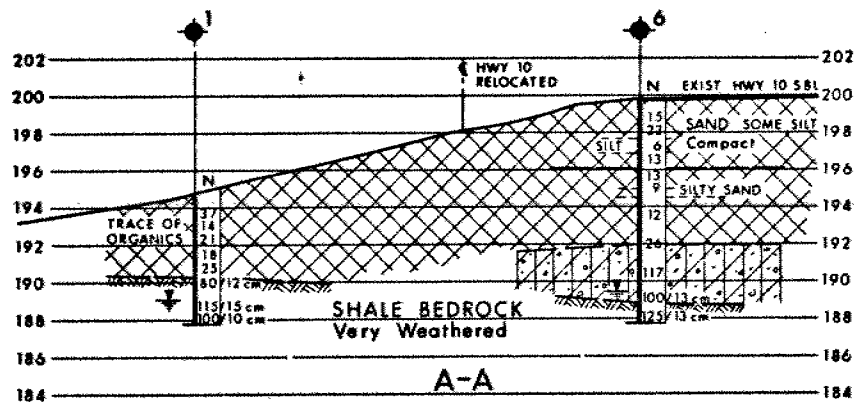 1 6
202 202
HWY 10
RELOCATED
N EXIST HWY 10 SBL
200 200
15
22 SAND SOME SILT
198 198
SILT 6 Compact
13
196 196
N 13
9 SILTY SAND
194 194
37 12
TRACE OF 14
ORGANICS 21
192 26 192
18
25 117
190 80/12 cm 190
115/15 cm SHALE BEDROCK 100/13 cm
188 100/10 cm Very Weathered 125/13 cm 188
186 186
A-A
184 184